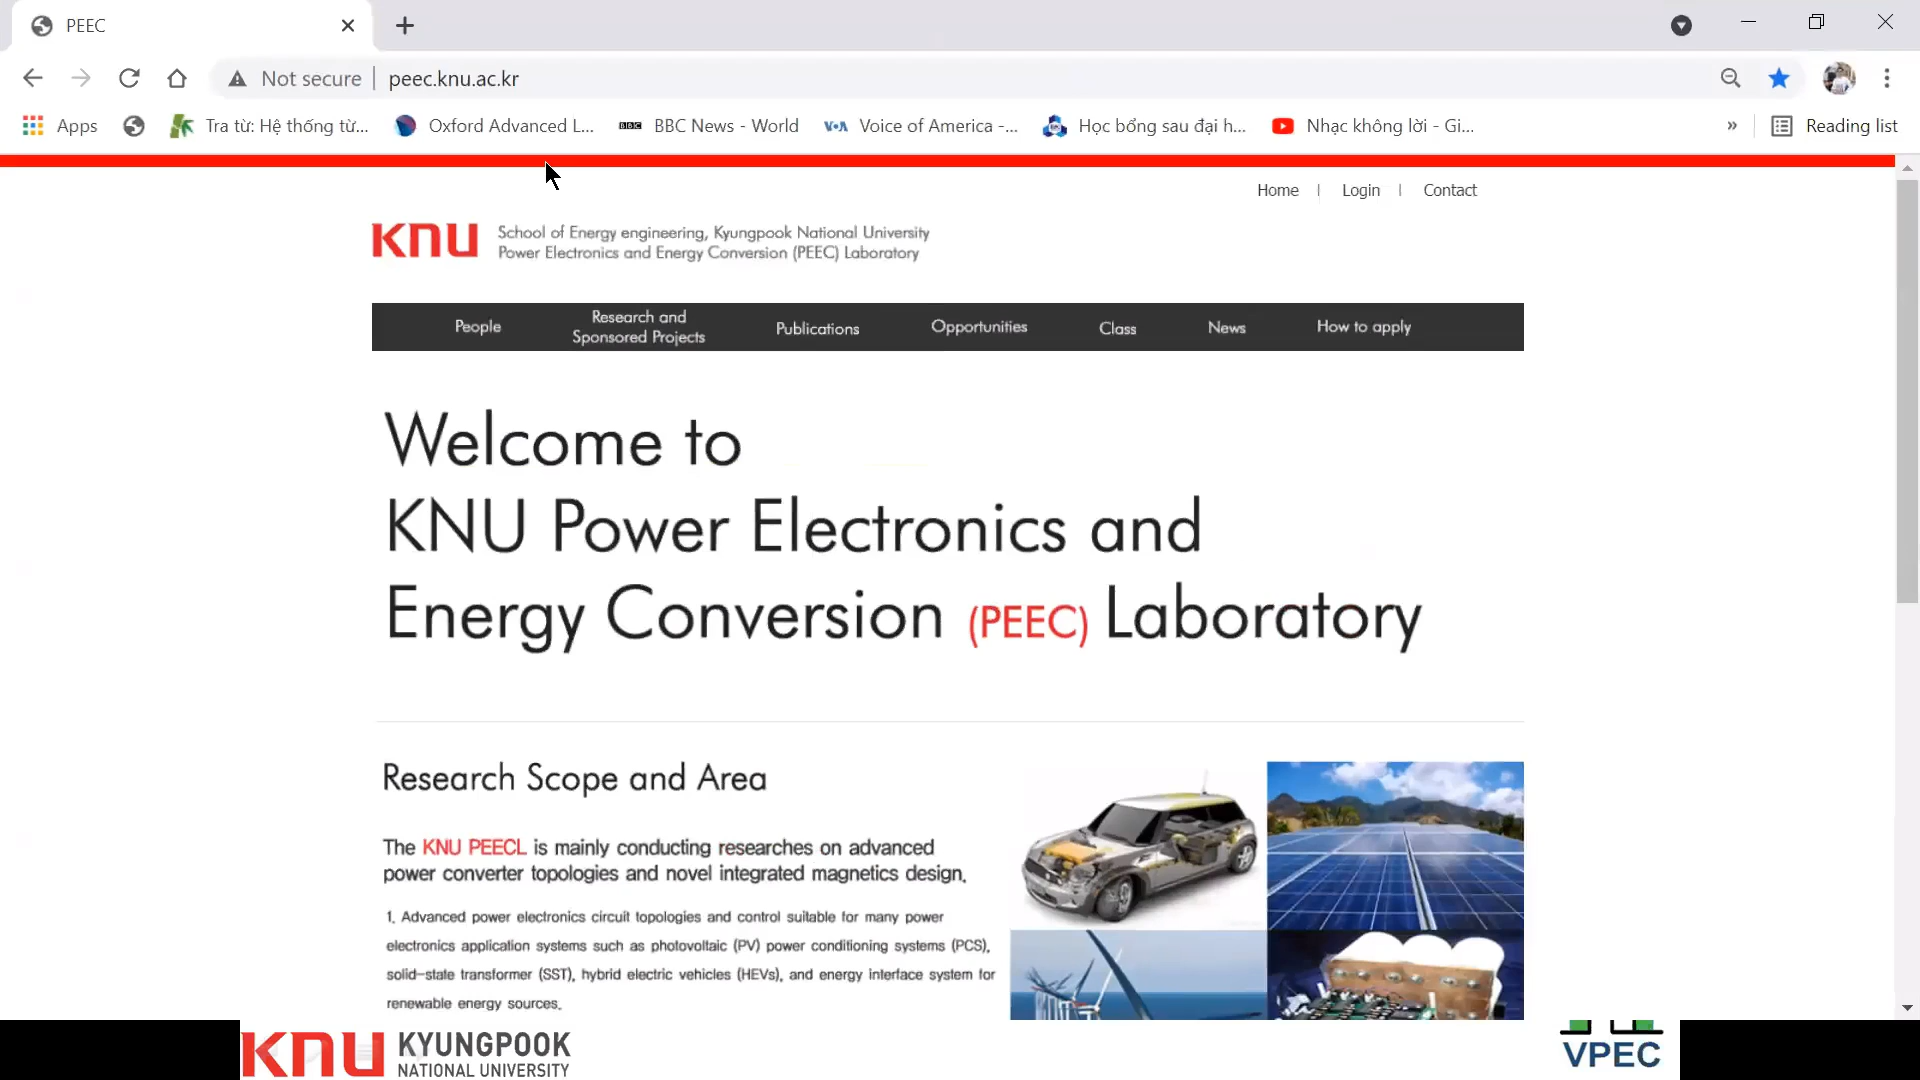 PEEC
Not secure
peec.knu.ac.kr
Apps
Tra từ: Hệ thống từ...
Oxford Advanced L...
BBC
BBC News - World
VOA
Voice of America -...
Học bổng sau đại h...
Nhạc không lời - Gi...
»
Reading list
Home | Login | Contact
KNU
School of Energy engineering, Kyungpook National University
Power Electronics and Energy Conversion (PEEC) Laboratory
People
Research and
Sponsored Projects
Publications
Opportunities
Class
News
How to apply
Welcome to
KNU Power Electronics and
Energy Conversion (PEEC) Laboratory
Research Scope and Area
The KNU PEECL is mainly conducting researches on advanced
power converter topologies and novel integrated magnetics design.
1. Advanced power electronics circuit topologies and control suitable for many power
electronics application systems such as photovoltaic (PV) power conditioning systems (PCS),
solid-state transformer (SST), hybrid electric vehicles (HEVs), and energy interface system for
renewable energy sources.
KNU
KYUNGPOOK
NATIONAL UNIVERSITY
VPEC